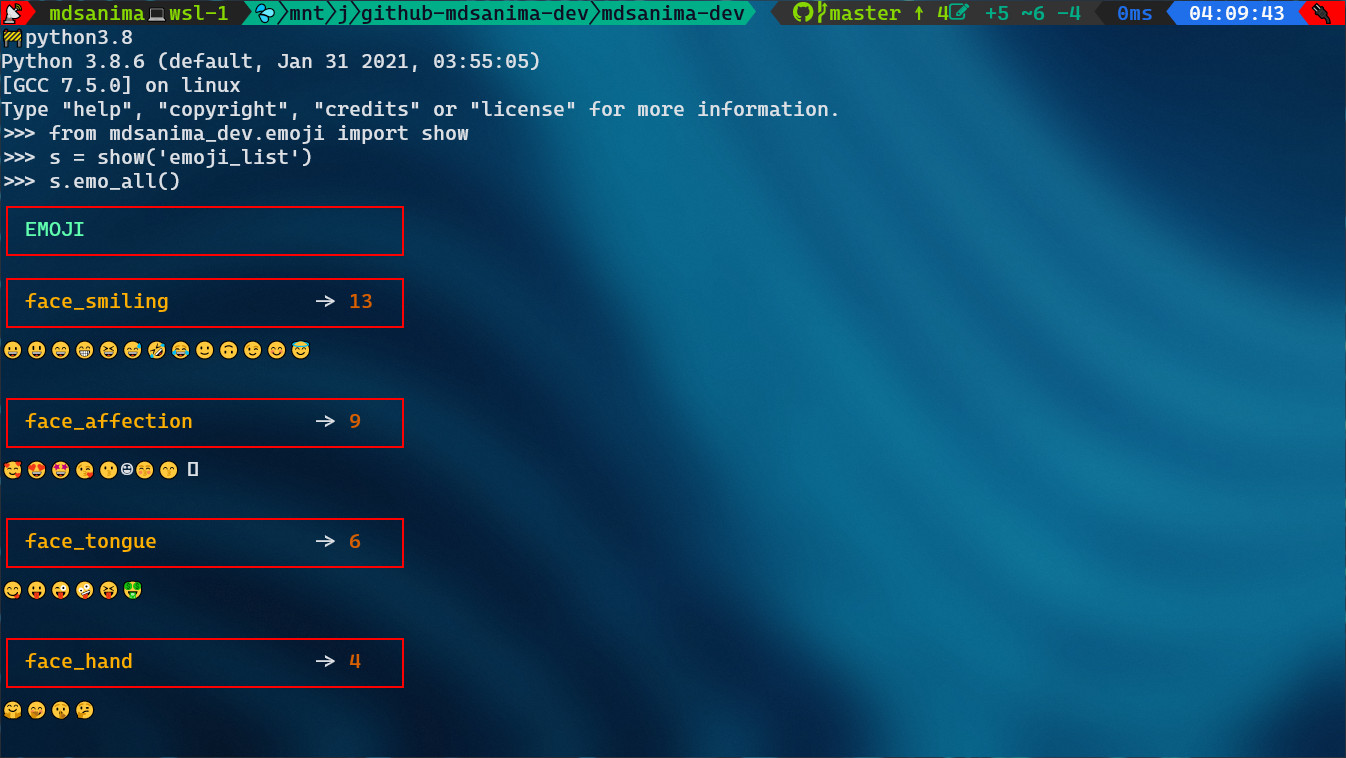 mdsanima💻wsl-1 mnt j github-mdsanima-dev mdsanima-dev master ↑ 4 +5 ~6 -4 0ms 04:09:43
🚧python3.8
Python 3.8.6 (default, Jan 31 2021, 03:55:05)
[GCC 7.5.0] on linux
Type "help", "copyright", "credits" or "license" for more information.
>>> from mdsanima_dev.emoji import show
>>> s = show('emoji_list')
>>> s.emo_all()
EMOJI
face_smiling → 13
😀 😃 😄 😁 😆 😅 🤣 😂 🙂 🙃 😉 😊 😇
face_affection → 9
🥰 😍 🤩 😘 😗 ☺ 😚 😙 
face_tongue → 6
😋 😛 😜 🤪 😝 🤑
face_hand → 4
🤗 🤭 🤫 🤔